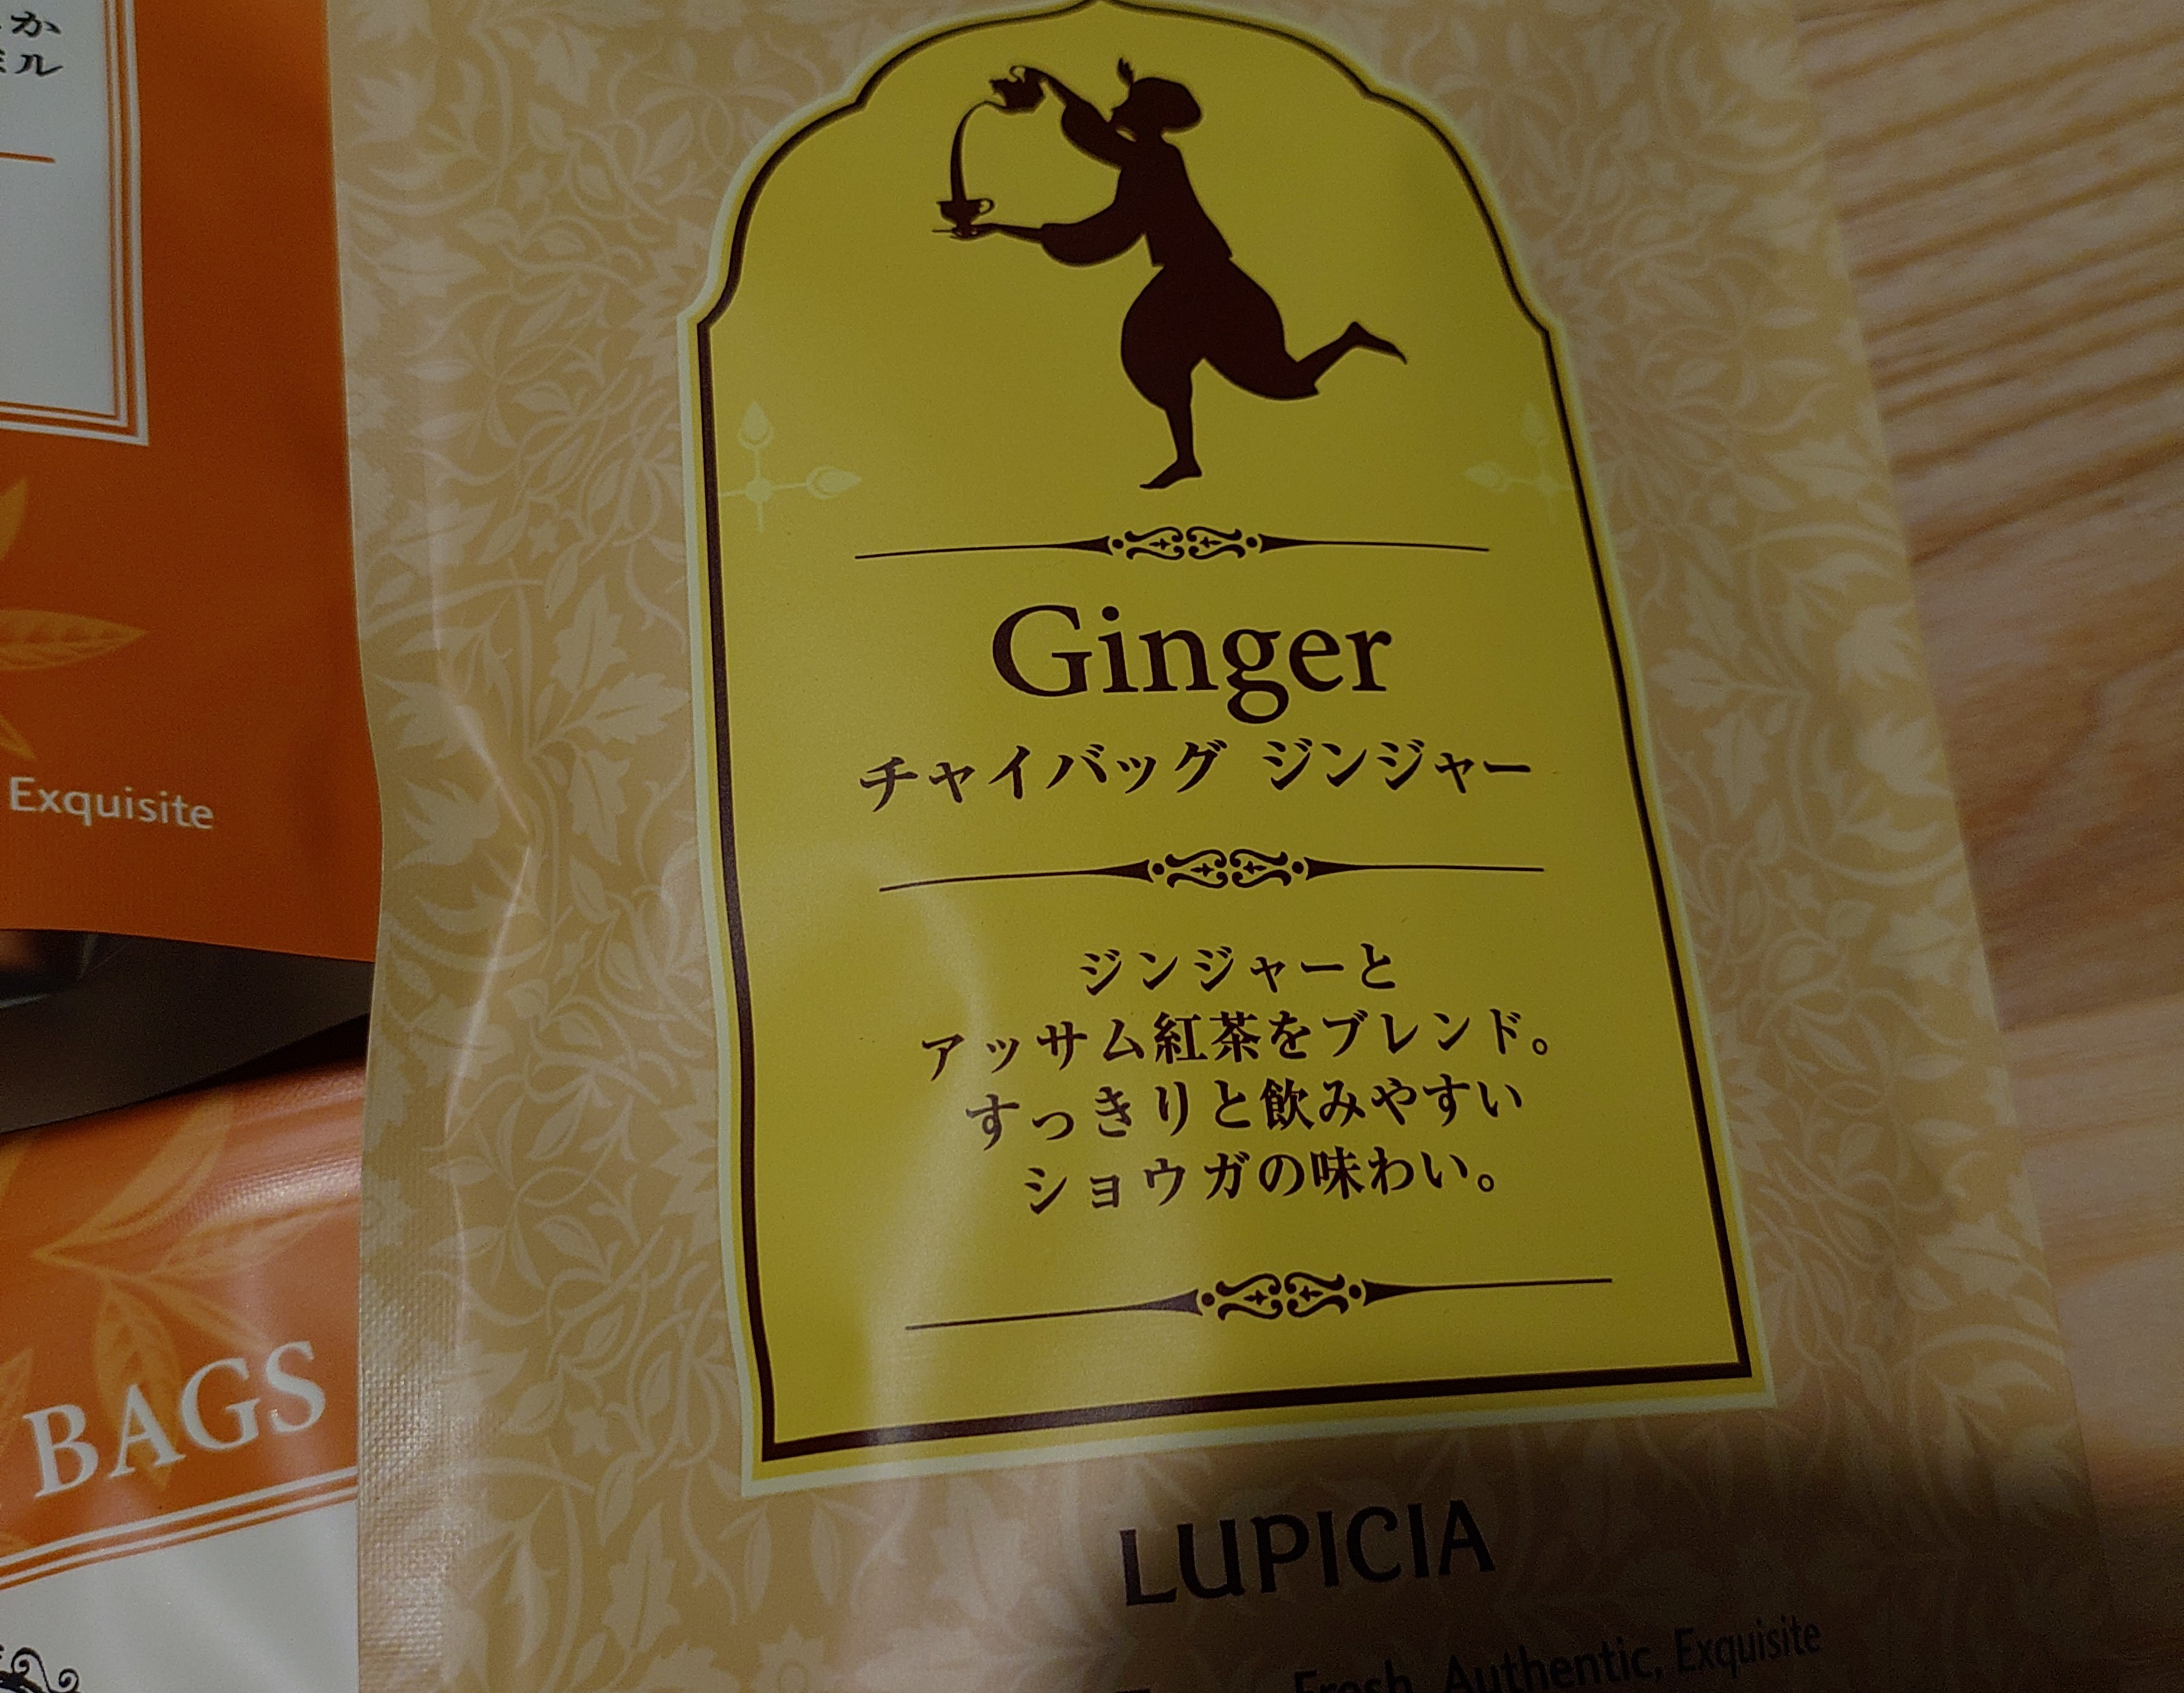 か
ル
Exquisite
BAGS
Ginger
チャイバッグ ジンジャー
ジンジャーと
アッサム紅茶をブレンド。
すっきりと飲みやすい
ショウガの味わい。
LUPICIA
Fresh, Authentic, Exquisite